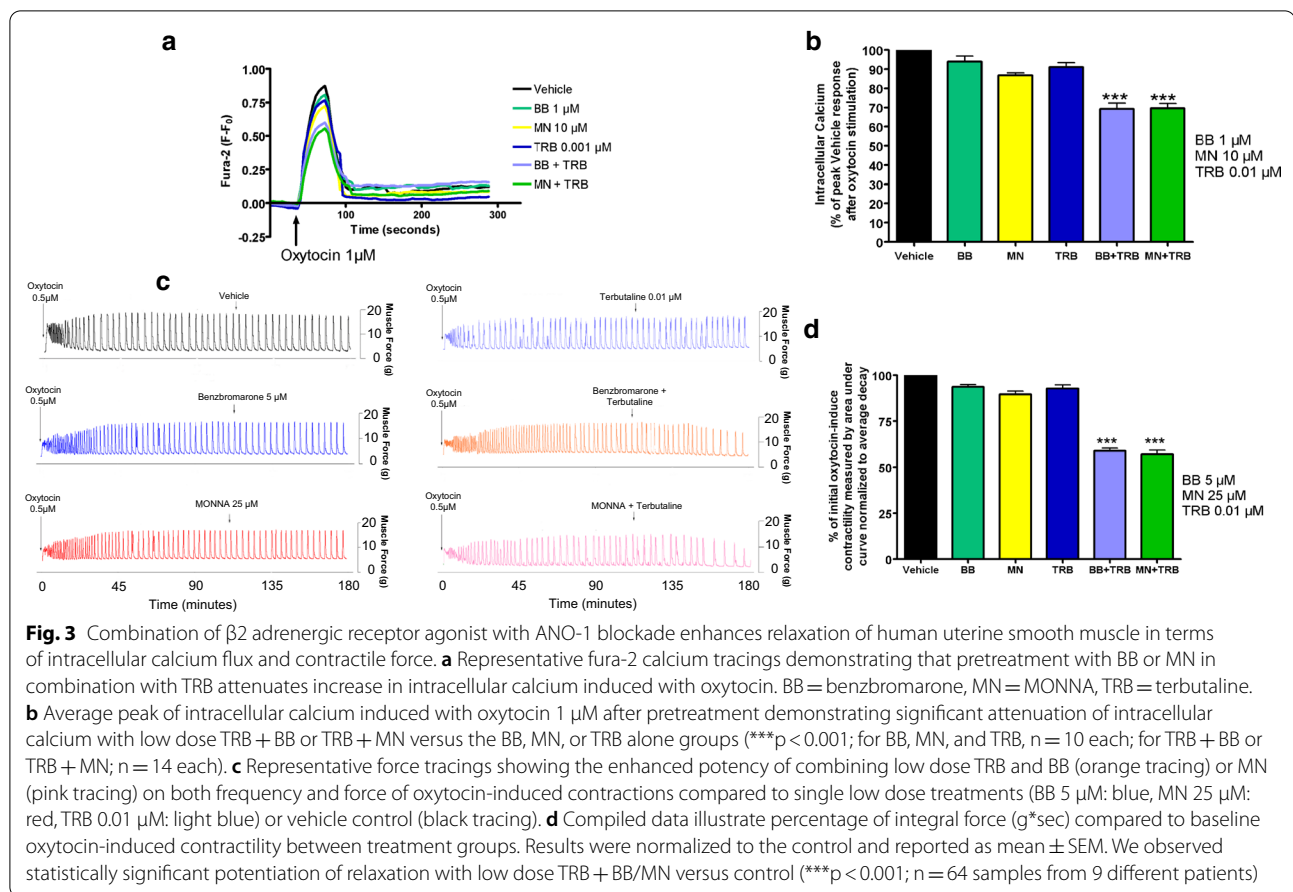 a
1.00
0.75
0.50
0.25
0.00
-0.25
Fura-2 (F-F0)
100
200
300
Time (seconds)
Oxytocin 1µM
Vehicle
BB 1 µM
MN 10 µM
TRB 0.001 µM
BB + TRB
MN + TRB
b
100
90
80
70
60
50
40
30
20
10
0
Intracellular Calcium
(% of peak Vehicle response
after oxytocin stimulation)
*** ***
Vehicle BB MN TRB BB+TRB MN+TRB
BB 1 µM
MN 10 µM
TRB 0.01 µM
c
Oxytocin
0.5µM
Vehicle
20
10
0
Muscle Force (g)
Oxytocin
0.5µM
Terbutaline 0.01 µM
20
10
0
Muscle Force (g)
Oxytocin
0.5µM
Benzbromarone 5 µM
20
10
0
Muscle Force (g)
Oxytocin
0.5µM
Benzbromarone +
Terbutaline
20
10
0
Muscle Force (g)
Oxytocin
0.5µM
MONNA 25 µM
20
10
0
Muscle Force (g)
0 45 90 135 180
Time (minutes)
Oxytocin
0.5µM
MONNA + Terbutaline
20
10
0
Muscle Force (g)
0 45 90 135 180
Time (minutes)
d
100
75
50
25
0
% of initial oxytocin-induce
contractility measured by area under
curve normalized to average decay
*** ***
Vehicle BB MN TRB BB+TRB MN+TRB
BB 5 µM
MN 25 µM
TRB 0.01 µM
Fig. 3 Combination of β2 adrenergic receptor agonist with ANO-1 blockade enhances relaxation of human uterine smooth muscle in terms
of intracellular calcium flux and contractile force. a Representative fura-2 calcium tracings demonstrating that pretreatment with BB or MN in
combination with TRB attenuates increase in intracellular calcium induced with oxytocin. BB = benzbromarone, MN = MONNA, TRB = terbutaline.
b Average peak of intracellular calcium induced with oxytocin 1 µM after pretreatment demonstrating significant attenuation of intracellular
calcium with low dose TRB + BB or TRB + MN versus the BB, MN, or TRB alone groups (***p < 0.001; for BB, MN, and TRB, n = 10 each; for TRB + BB or
TRB + MN; n = 14 each). c Representative force tracings showing the enhanced potency of combining low dose TRB and BB (orange tracing) or MN
(pink tracing) on both frequency and force of oxytocin-induced contractions compared to single low dose treatments (BB 5 µM: blue, MN 25 µM:
red, TRB 0.01 µM: light blue) or vehicle control (black tracing). d Compiled data illustrate percentage of integral force (g*sec) compared to baseline
oxytocin-induced contractility between treatment groups. Results were normalized to the control and reported as mean ± SEM. We observed
statistically significant potentiation of relaxation with low dose TRB + BB/MN versus control (***p < 0.001; n = 64 samples from 9 different patients)